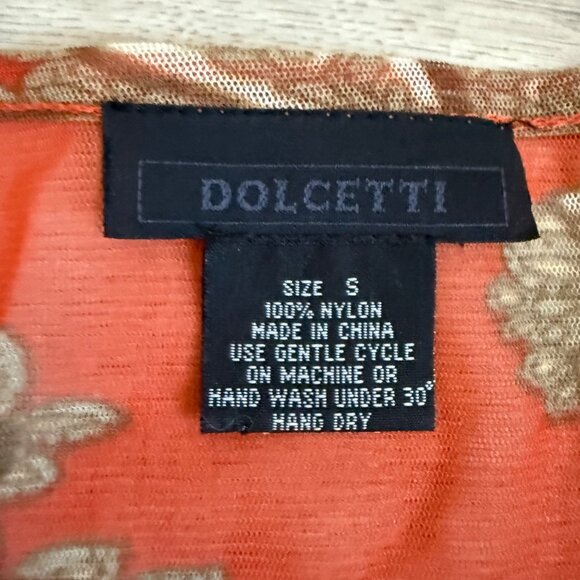 DOLCETTI
SIZE S
100% NYLON
MADE IN CHINA
USE GENTLE CYCLE
ON MACHINE OR
HAND WASH UNDER 30°
HANG DRY